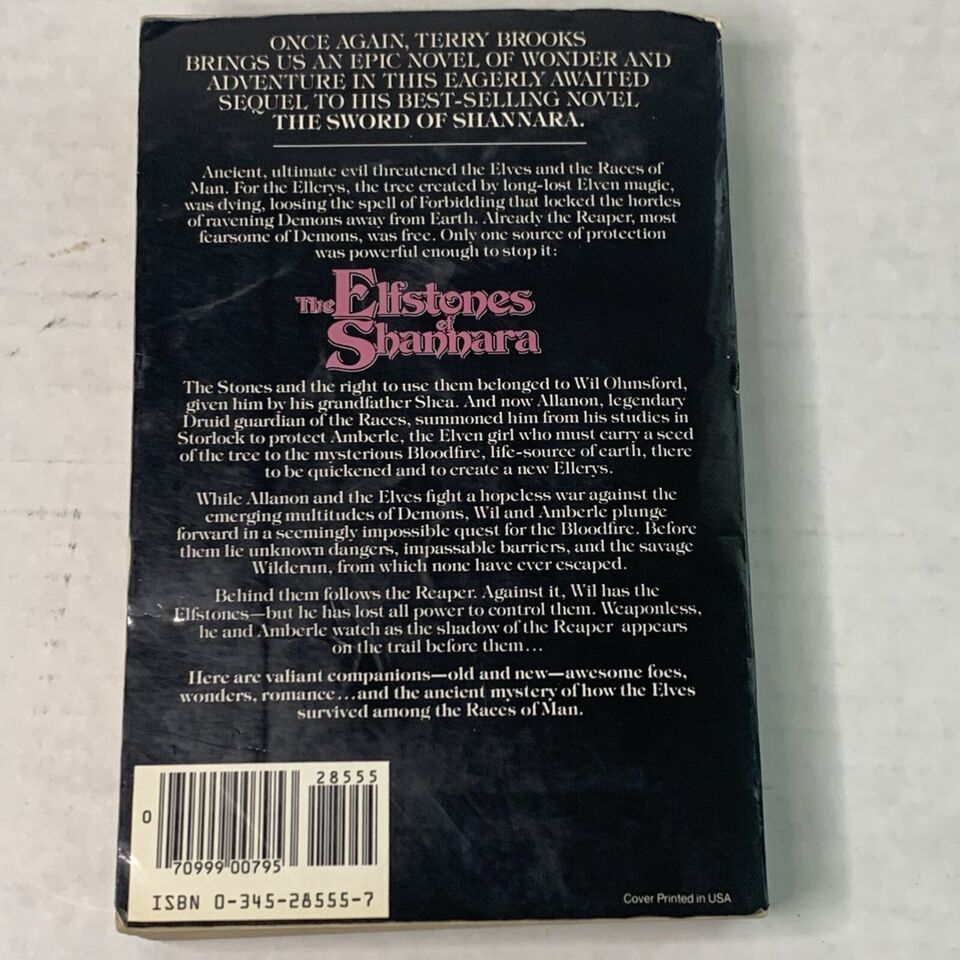 ONCE AGAIN, TERRY BROOKS
BRINGS US AN EPIC NOVEL OF WONDER AND
ADVENTURE IN THIS EAGERLY AWAITED
SEQUEL TO HIS BEST-SELLING NOVEL
THE SWORD OF SHANNARA.
Ancient, ultimate evil threatened the Elves and the Races of
Man. For the Ellcrys, the tree created by long-lost Elven magic,
was dying, loosing the spell of Forbidding that locked the hordes
of ravening Demons away from Earth. Already the Reaper, most
fearsome of Demons, was free. Only one source of protection
was powerful enough to stop it:
The Elfstones
of
Shannara
The Stones and the right to use them belonged to Wil Ohmsford,
given him by his grandfather Shea. And now Allanon, legendary
Druid guardian of the Races, summoned him from his studies in
Storlock to protect Amberle, the Elven girl who must carry a seed
of the tree to the mysterious Bloodfire, life-source of earth, there
to be quickened and to create a new Ellcrys.
While Allanon and the Elves fight a hopeless war against the
emerging multitudes of Demons, Wil and Amberle plunge
forward in a seemingly impossible quest for the Bloodfire. Before
them lie unknown dangers, impassable barriers, and the savage
Wilderun, from which none have ever escaped.
Behind them follows the Reaper. Against it, Wil has the
Elfstones—but he has lost all power to control them. Weaponless,
he and Amberle watch as the shadow of the Reaper appears
on the trail before them...
Here are valiant companions—old and new—awesome foes,
wonders, romance...and the ancient mystery of how the Elves
survived among the Races of Man.
28555
0
70999 00795
ISBN 0-345-28555-7
Cover Printed in USA